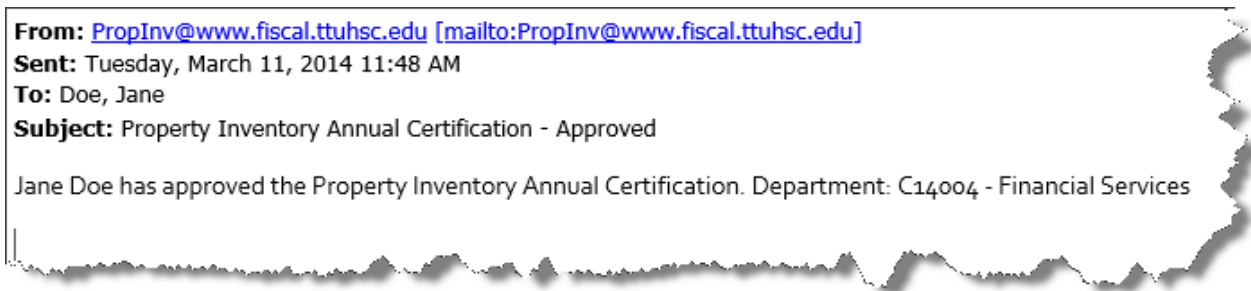 From: PropInv@www.fiscal.ttuhsc.edu [mailto:PropInv@www.fiscal.ttuhsc.edu]
Sent: Tuesday, March 11, 2014 11:48 AM
To: Doe, Jane
Subject: Property Inventory Annual Certification - Approved
Jane Doe has approved the Property Inventory Annual Certification. Department: C14004 - Financial Services